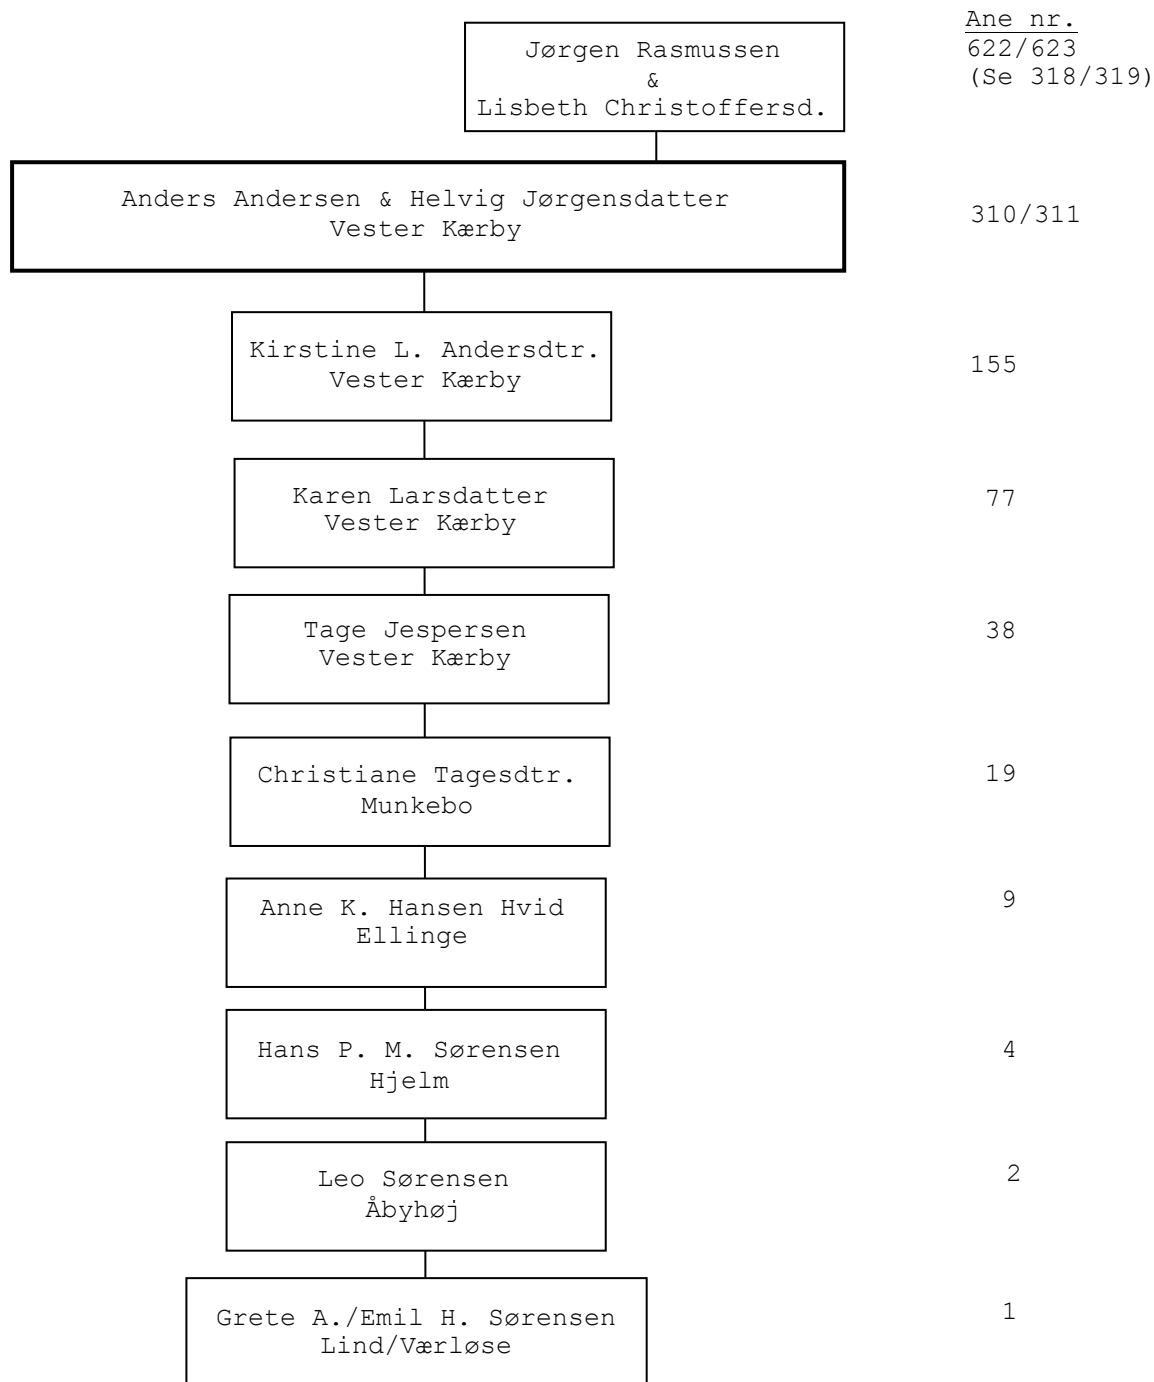 Ane nr.
Jørgen Rasmussen
622/623
&
(Se 318/319)
Lisbeth Christoffersd.
Anders Andersen & Helvig Jørgensdatter
310/311
Vester Kærby
Kirstine L. Andersdtr.
155
Vester Kærby
Karen Larsdatter
77
Vester Kærby
Tage Jespersen
38
Vester Kærby
Christiane Tagesdtr.
19
Munkebo
Anne K. Hansen Hvid
9
Ellinge
Hans P. M. Sørensen
4
Hjelm
Leo Sørensen
2
Åbyhøj
Grete A./Emil H. Sørensen
1
Lind/Værløse